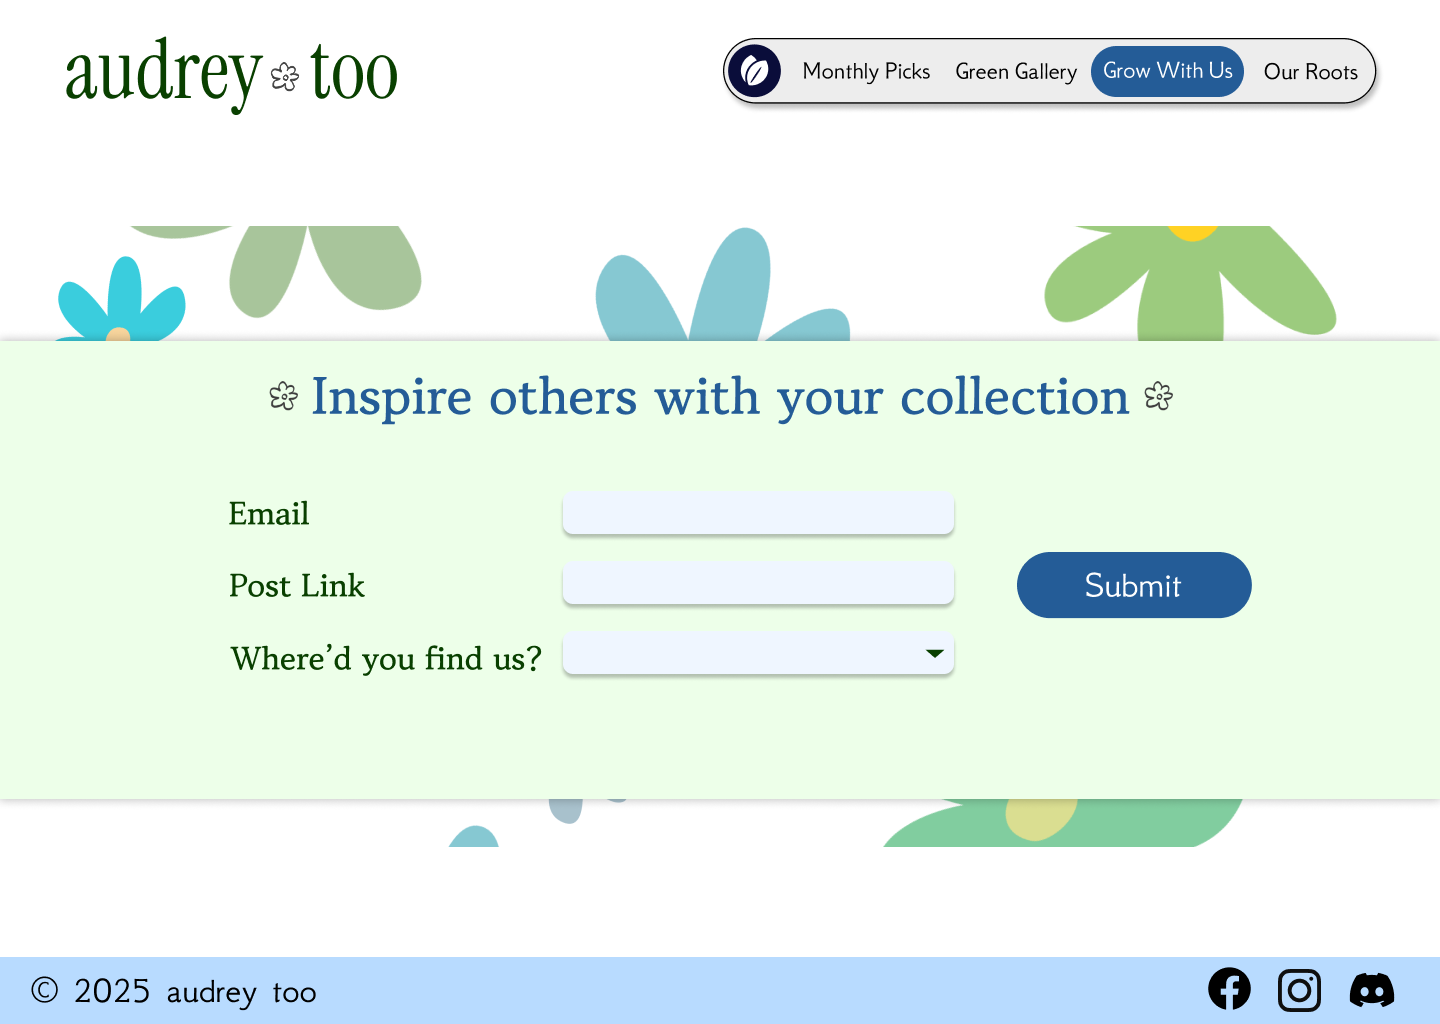 audrey too
Monthly Picks
Green Gallery
Grow With Us
Our Roots
Inspire others with your collection
Email
Post Link
Submit
Where’d you find us?
© 2025 audrey too